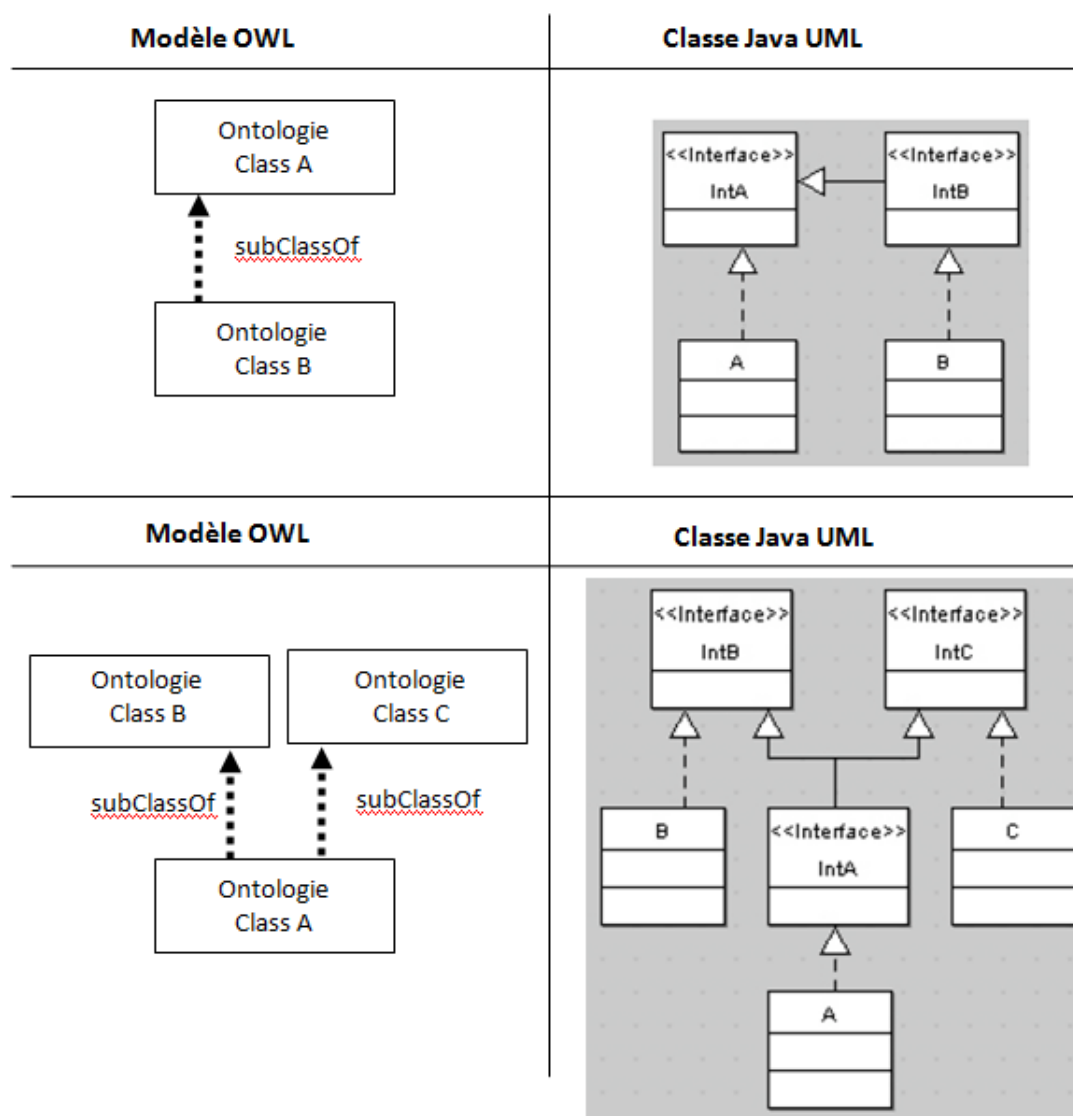 Modèle OWL
Classe Java UML
Ontologie
Class A
subClassOf
Ontologie
Class B
<<Interface>>
IntA
<<Interface>>
IntB
A
B
Modèle OWL
Classe Java UML
Ontologie
Class B
Ontologie
Class C
subClassOf
subClassOf
Ontologie
Class A
<<Interface>>
IntB
<<Interface>>
IntC
B
<<Interface>>
IntA
C
A